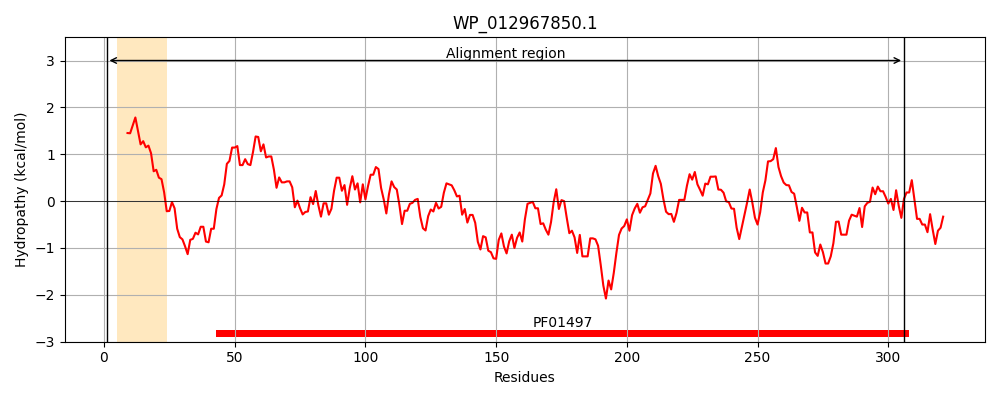 WP_012967850.1
Alignment region
Hydropathy (kcal/mol)
3
2
1
0
−1
−2
−3
PF01497
0 50 100 150 200 250 300
Residues